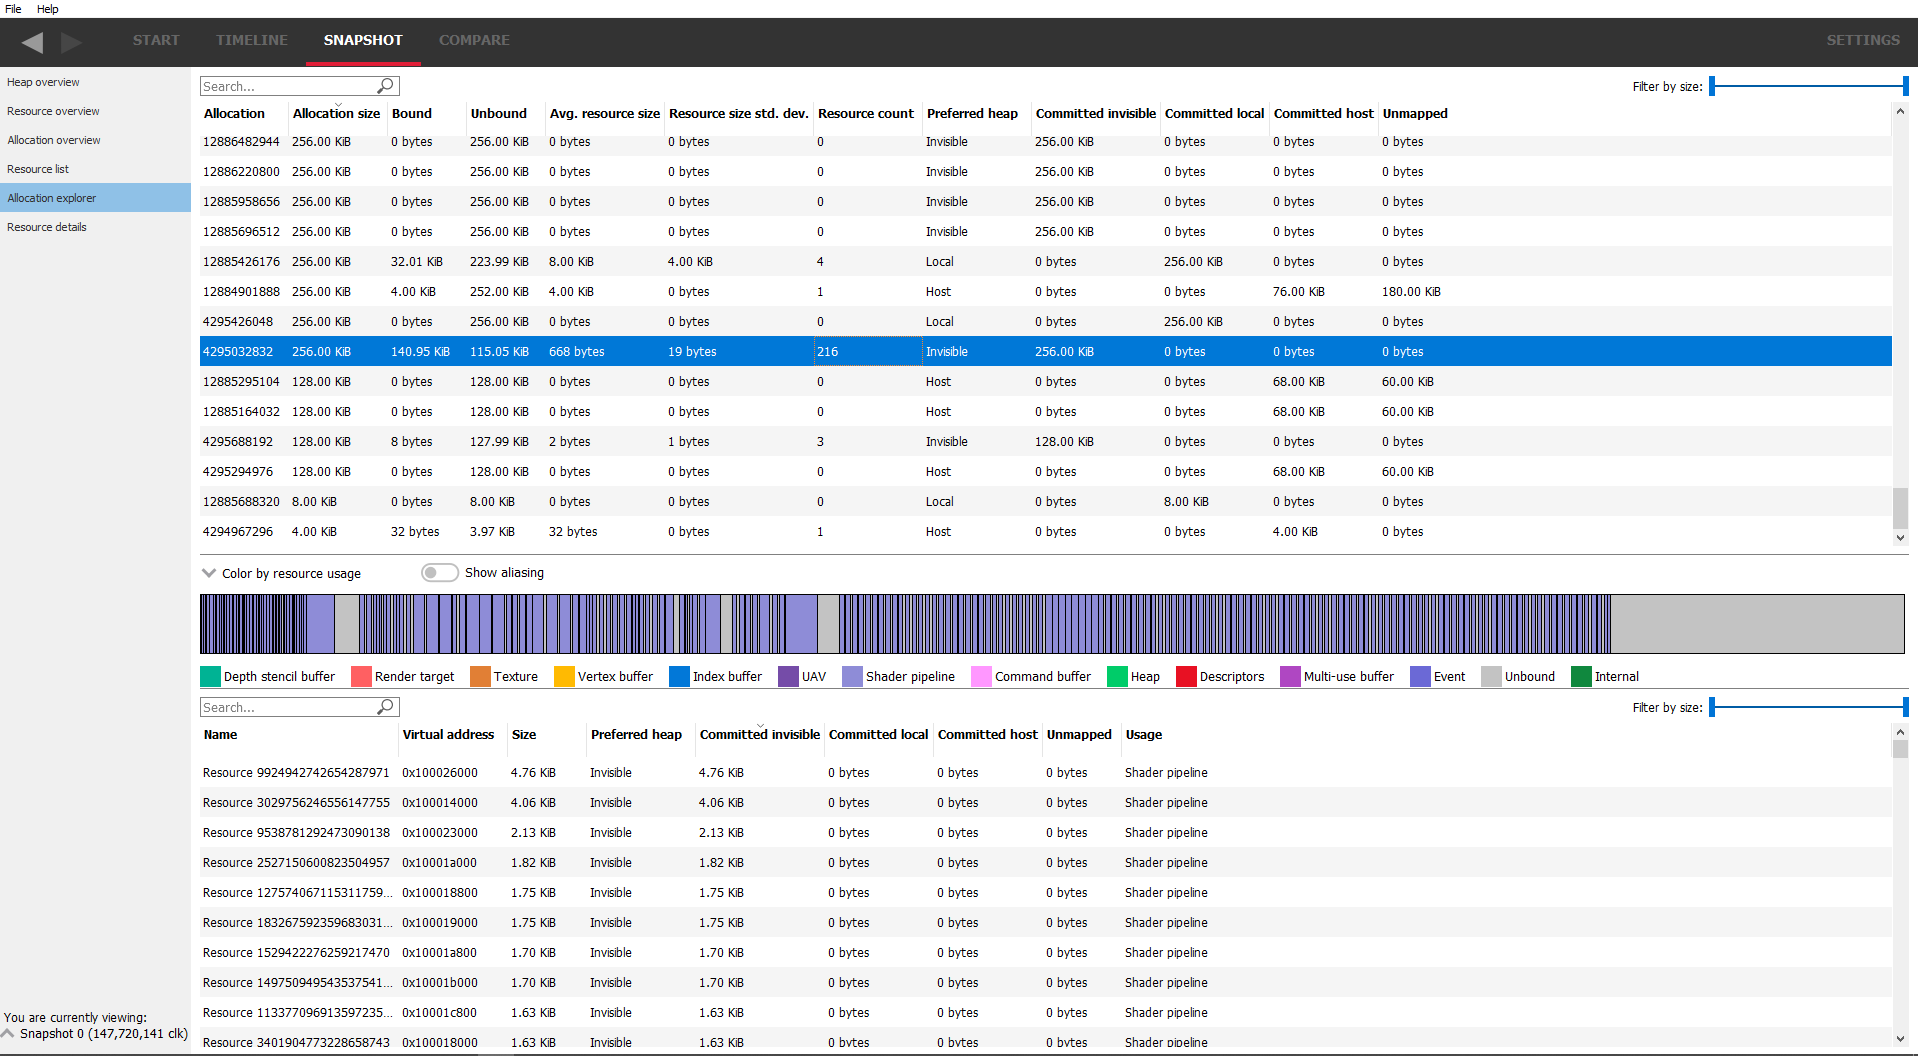 File Help
START TIMELINE SNAPSHOT COMPARE SETTINGS
Heap overview
Resource overview
Allocation overview
Resource list
Allocation explorer
Resource details
Search... Filter by size:
Allocation Allocation size Bound Unbound Avg. resource size Resource size std. dev. Resource count Preferred heap Committed invisible Committed local Committed host Unmapped
12886482944 256.00 KiB 0 bytes 256.00 KiB 0 bytes 0 bytes 0 Invisible 256.00 KiB 0 bytes 0 bytes 0 bytes
12886220800 256.00 KiB 0 bytes 256.00 KiB 0 bytes 0 bytes 0 Invisible 256.00 KiB 0 bytes 0 bytes 0 bytes
12885958656 256.00 KiB 0 bytes 256.00 KiB 0 bytes 0 bytes 0 Invisible 256.00 KiB 0 bytes 0 bytes 0 bytes
12885696512 256.00 KiB 0 bytes 256.00 KiB 0 bytes 0 bytes 0 Invisible 256.00 KiB 0 bytes 0 bytes 0 bytes
12885426176 256.00 KiB 32.01 KiB 223.99 KiB 8.00 KiB 4.00 KiB 4 Local 0 bytes 256.00 KiB 0 bytes 0 bytes
12884901888 256.00 KiB 4.00 KiB 252.00 KiB 4.00 KiB 0 bytes 1 Host 0 bytes 0 bytes 76.00 KiB 180.00 KiB
4295426048 256.00 KiB 0 bytes 256.00 KiB 0 bytes 0 bytes 0 Local 0 bytes 256.00 KiB 0 bytes 0 bytes
4295032832 256.00 KiB 140.95 KiB 115.05 KiB 668 bytes 19 bytes 216 Invisible 256.00 KiB 0 bytes 0 bytes 0 bytes
12885295104 128.00 KiB 0 bytes 128.00 KiB 0 bytes 0 bytes 0 Host 0 bytes 0 bytes 68.00 KiB 60.00 KiB
12885164032 128.00 KiB 0 bytes 128.00 KiB 0 bytes 0 bytes 0 Host 0 bytes 0 bytes 68.00 KiB 60.00 KiB
4295688192 128.00 KiB 8 bytes 127.99 KiB 2 bytes 1 bytes 3 Invisible 128.00 KiB 0 bytes 0 bytes 0 bytes
4295294976 128.00 KiB 0 bytes 128.00 KiB 0 bytes 0 bytes 0 Host 0 bytes 0 bytes 68.00 KiB 60.00 KiB
12885688320 8.00 KiB 0 bytes 8.00 KiB 0 bytes 0 bytes 0 Local 0 bytes 8.00 KiB 0 bytes 0 bytes
4294967296 4.00 KiB 32 bytes 3.97 KiB 32 bytes 0 bytes 1 Host 0 bytes 0 bytes 4.00 KiB 0 bytes
Color by resource usage Show aliasing
Depth stencil buffer Render target Texture Vertex buffer Index buffer UAV Shader pipeline Command buffer Heap Descriptors Multi-use buffer Event Unbound Internal
Search... Filter by size:
Name Virtual address Size Preferred heap Committed invisible Committed local Committed host Unmapped Usage
Resource 9924942742654287971 0x100026000 4.76 KiB Invisible 4.76 KiB 0 bytes 0 bytes 0 bytes Shader pipeline
Resource 3029756246556147755 0x100014000 4.06 KiB Invisible 4.06 KiB 0 bytes 0 bytes 0 bytes Shader pipeline
Resource 9538781292473090138 0x100023000 2.13 KiB Invisible 2.13 KiB 0 bytes 0 bytes 0 bytes Shader pipeline
Resource 2527150600823504957 0x10001a000 1.82 KiB Invisible 1.82 KiB 0 bytes 0 bytes 0 bytes Shader pipeline
Resource 127574067115311759... 0x100018800 1.75 KiB Invisible 1.75 KiB 0 bytes 0 bytes 0 bytes Shader pipeline
Resource 183267592359683031... 0x100019000 1.75 KiB Invisible 1.75 KiB 0 bytes 0 bytes 0 bytes Shader pipeline
Resource 1529422276259217470 0x10001a800 1.70 KiB Invisible 1.70 KiB 0 bytes 0 bytes 0 bytes Shader pipeline
Resource 149750949543537541... 0x10001b000 1.70 KiB Invisible 1.70 KiB 0 bytes 0 bytes 0 bytes Shader pipeline
Resource 113377096913597235... 0x10001c800 1.63 KiB Invisible 1.63 KiB 0 bytes 0 bytes 0 bytes Shader pipeline
Resource 3401904773228658743 0x100018000 1.63 KiB Invisible 1.63 KiB 0 bytes 0 bytes 0 bytes Shader pipeline
You are currently viewing:
Snapshot 0 (147,720,141 clk)